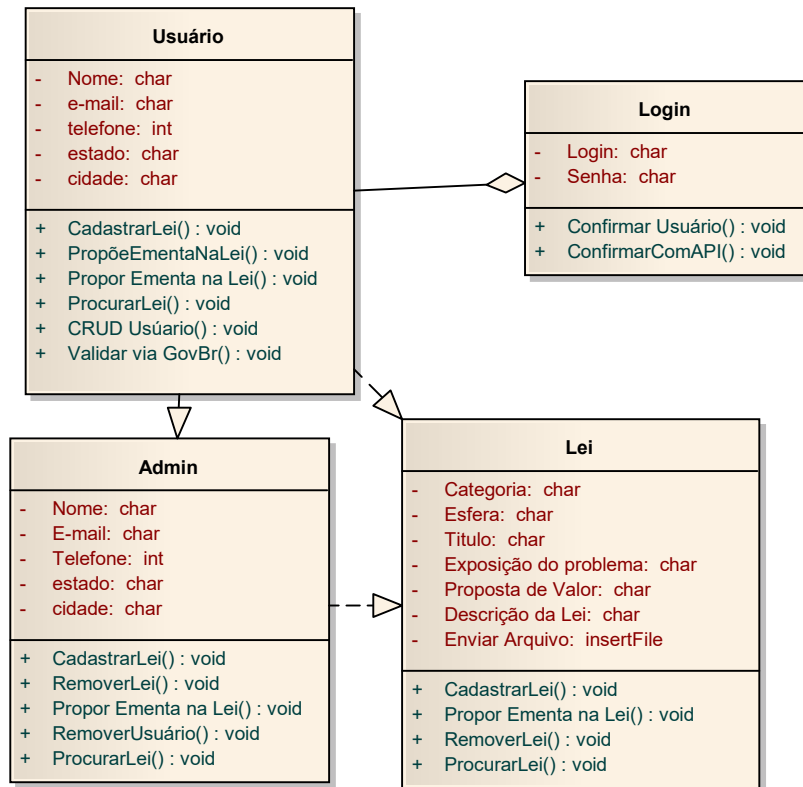 Usuário
- Nome: char
- e-mail: char
- telefone: int
- estado: char
- cidade: char
+ CadastrarLei() : void
+ PropõeEmentaNaLei() : void
+ Propor Ementa na Lei() : void
+ ProcurarLei() : void
+ CRUD Usúario() : void
+ Validar via GovBr() : void
Login
- Login: char
- Senha: char
+ Confirmar Usuário() : void
+ ConfirmarComAPI() : void
Admin
- Nome: char
- E-mail: char
- Telefone: int
- estado: char
- cidade: char
+ CadastrarLei() : void
+ RemoverLei() : void
+ Propor Ementa na Lei() : void
+ RemoverUsuário() : void
+ ProcurarLei() : void
Lei
- Categoria: char
- Esfera: char
- Titulo: char
- Exposição do problema: char
- Proposta de Valor: char
- Descrição da Lei: char
- Enviar Arquivo: insertFile
+ CadastrarLei() : void
+ Propor Ementa na Lei() : void
+ RemoverLei() : void
+ ProcurarLei() : void